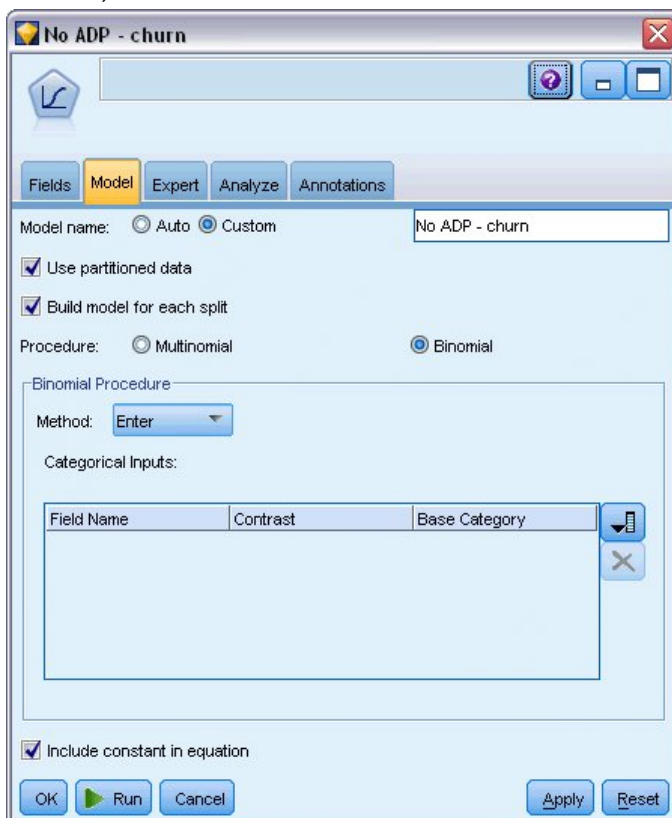 No ADP - churn
Fields Model Expert Analyze Annotations
Model name: Auto Custom No ADP - churn
Use partitioned data
Build model for each split
Procedure: Multinomial Binomial
Binomial Procedure
Method: Enter
Categorical Inputs:
Field Name Contrast Base Category
Include constant in equation
OK Run Cancel Apply Reset